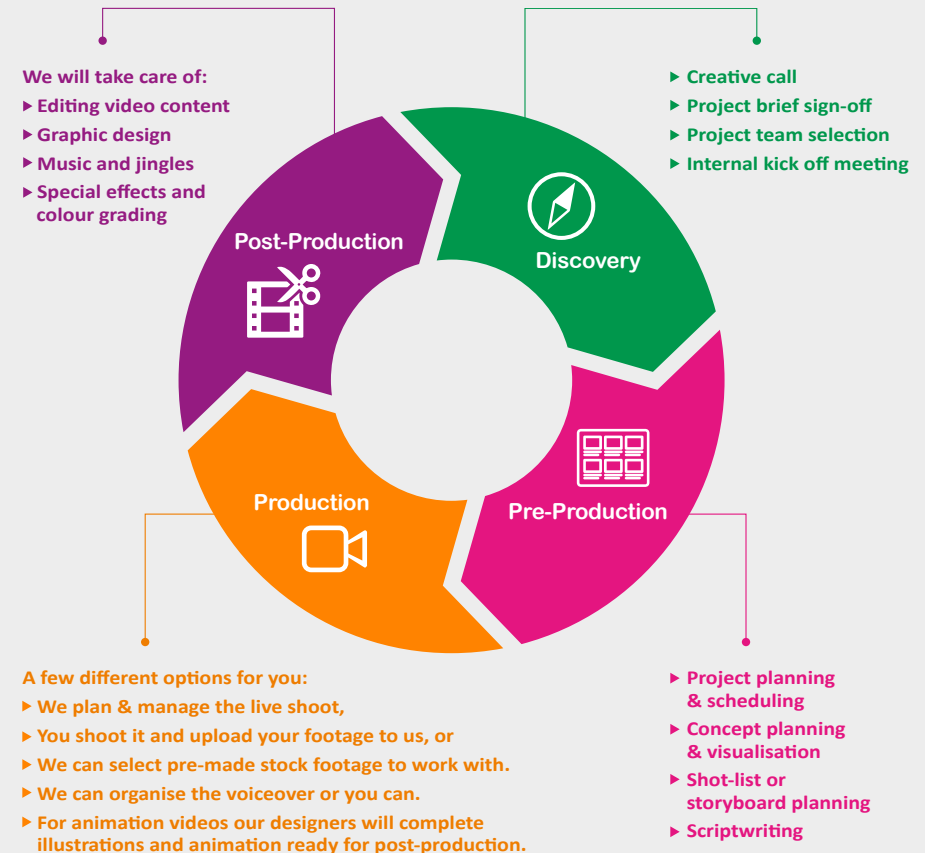 We will take care of:
▸ Editing video content
▸ Graphic design
▸ Music and jingles
▸ Special effects and
colour grading
▸ Creative call
▸ Project brief sign-off
▸ Project team selection
▸ Internal kick off meeting
Post-Production
Discovery
Production
Pre-Production
A few different options for you:
▸ We plan & manage the live shoot,
▸ You shoot it and upload your footage to us, or
▸ We can select pre-made stock footage to work with.
▸ We can organise the voiceover or you can.
▸ For animation videos our designers will complete
illustrations and animation ready for post-production.
▸ Project planning
& scheduling
▸ Concept planning
& visualisation
▸ Shot-list or
storyboard planning
▸ Scriptwriting